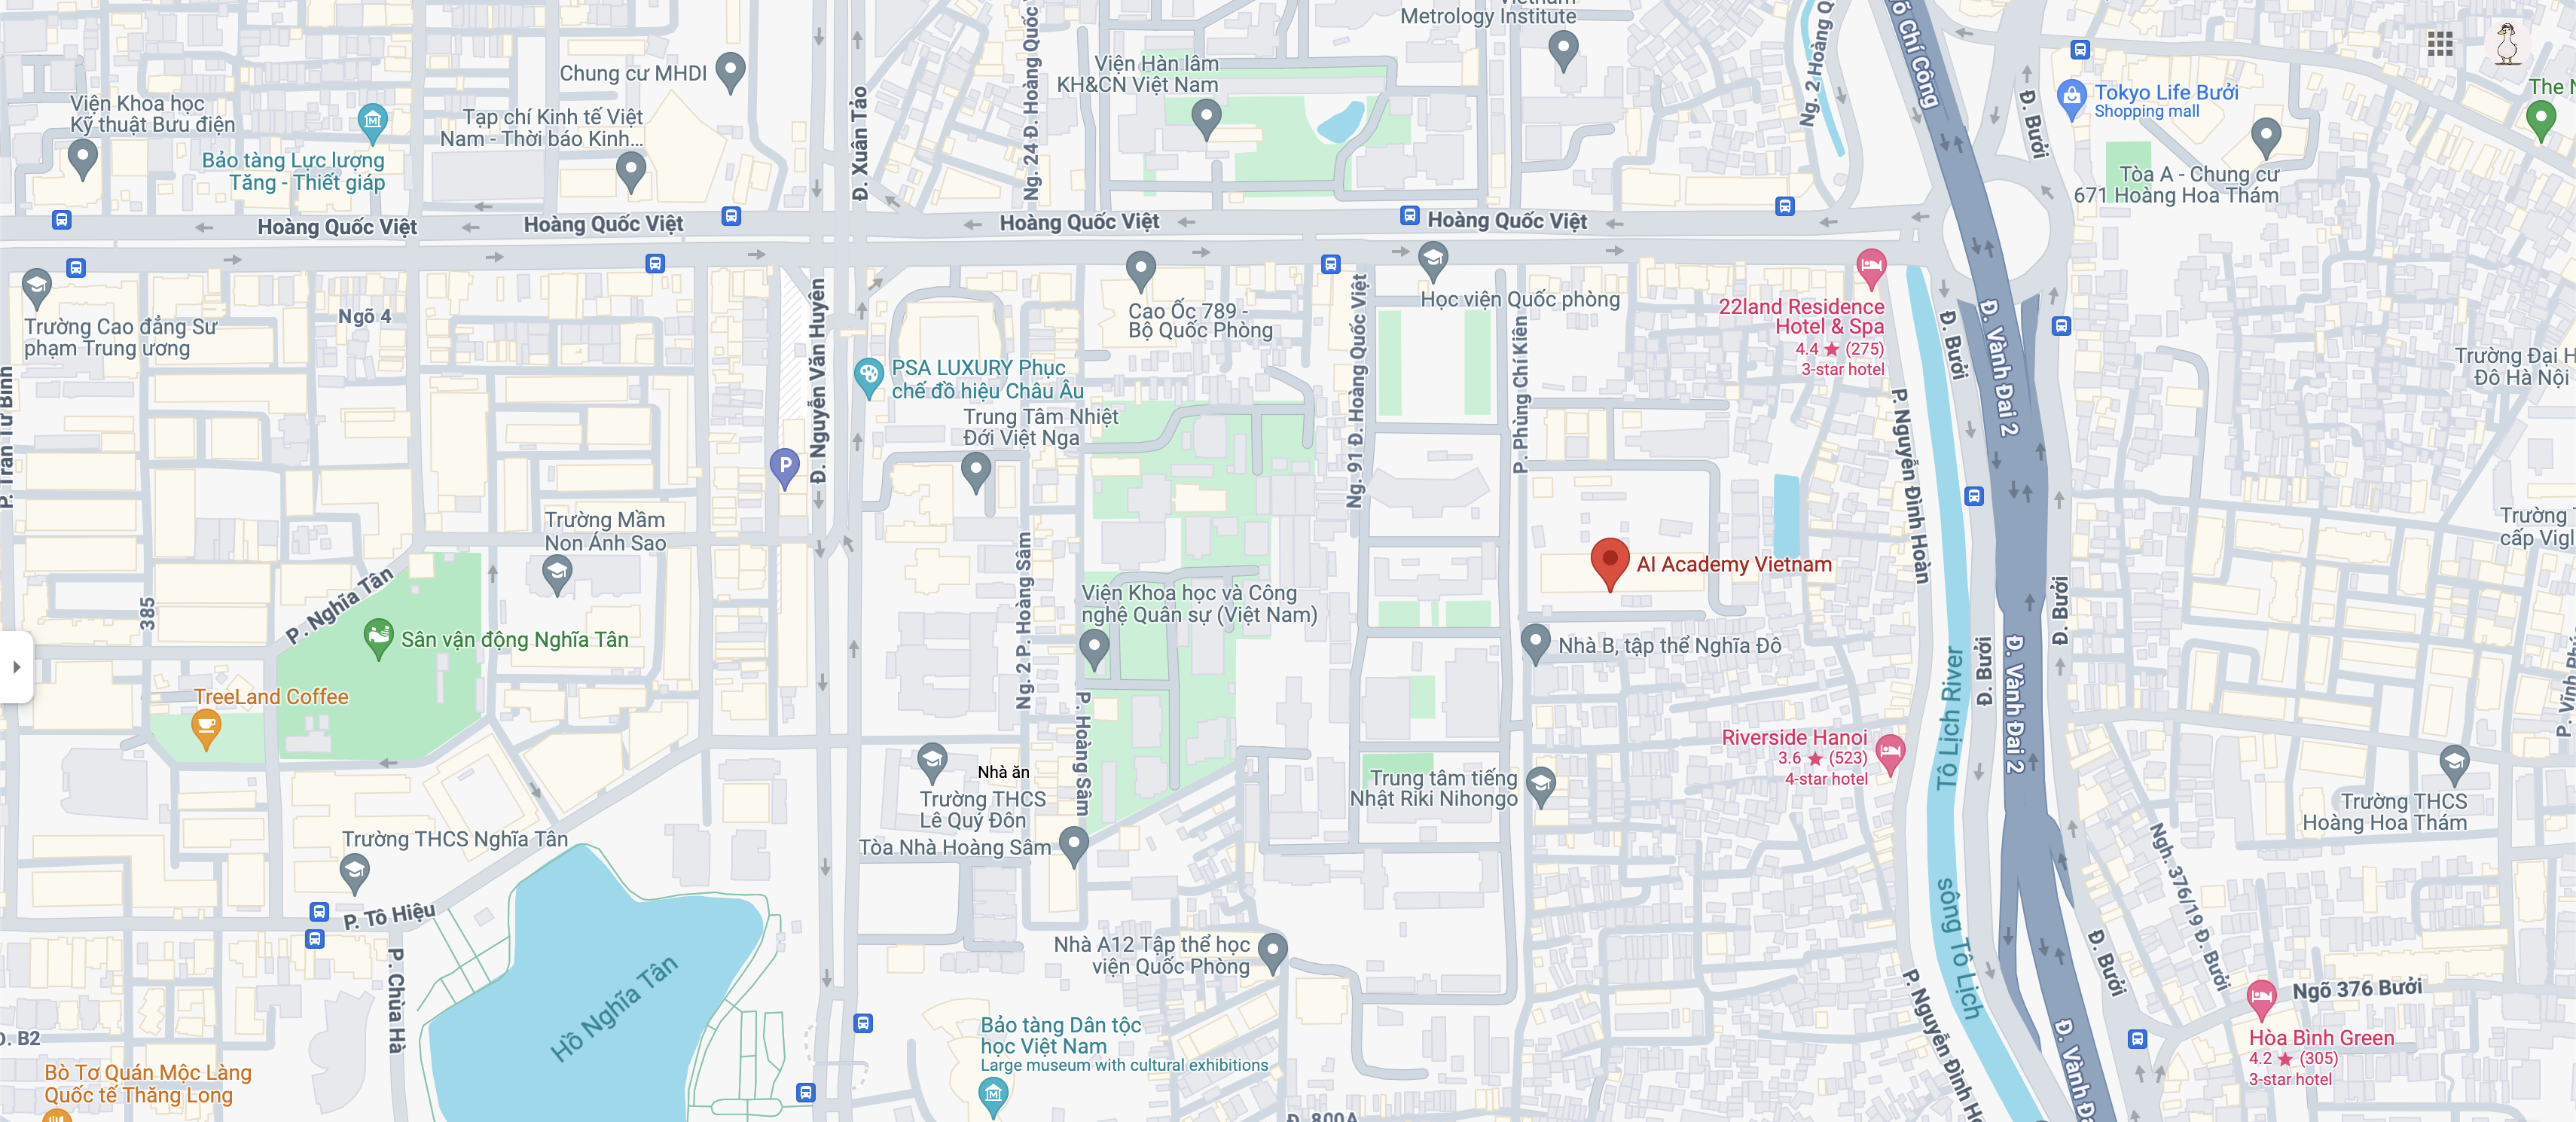 Vietnam
Metrology Institute
Viện Hàn lâm
KH&CN Việt Nam
Chung cư MHDI
Tạp chí Kinh tế Việt
Nam - Thời báo Kinh...
Viện Khoa học
Kỹ thuật Bưu điện
Bảo tàng Lực lượng
Tăng - Thiết giáp
Đ. Xuân Tảo
Ng. 24 Đ. Hoàng Quốc
Ng. 2 Hoàng Q
Võ Chí Công
Đ. Bưởi
Tokyo Life Bưởi
Shopping mall
The N
Tòa A - Chung cư
671 Hoàng Hoa Thám
Hoàng Quốc Việt
Hoàng Quốc Việt
Hoàng Quốc Việt
Hoàng Quốc Việt
Trường Cao đẳng Sư
phạm Trung ương
Ngõ 4
P. Trần Tử Bình
Đ. Nguyễn Văn Huyên
PSA LUXURY Phục
chế đồ hiệu Châu Âu
Trung Tâm Nhiệt
Đới Việt Nga
Cao Ốc 789 -
Bộ Quốc Phòng
Ng. 91 Đ. Hoàng Quốc Việt
Học viện Quốc phòng
P. Phùng Chí Kiên
22land Residence
Hotel & Spa
4.4 ★ (275)
3-star hotel
P. Nguyễn Đình Hoàn
Đ. Bưởi
Đ. Vành Đai 2
Trường Đại H
Đô Hà Nội
P
Trường Mầm
Non Ánh Sao
Trường T
cấp Vigl
AI Academy Vietnam
385
P. Nghĩa Tân
Sân vận động Nghĩa Tân
TreeLand Coffee
Ng. 2 P. Hoàng Sâm
P. Hoàng Sâm
Viện Khoa học và Công
nghệ Quân sự (Việt Nam)
Nhà B, tập thể Nghĩa Đô
Riverside Hanoi
3.6 ★ (523)
4-star hotel
Tô Lịch River
Đ. Bưởi
Đ. Vành Đai 2
Đ. Bưởi
Nhà ăn
Trường THCS
Lê Quý Đôn
Tòa Nhà Hoàng Sâm
Trung tâm tiếng
Nhật Riki Nihongo
Trường THCS
Hoàng Hoa Thám
Trường THCS Nghĩa Tân
P. Tô Hiệu
P. Chùa Hà
Hồ Nghĩa Tân
Nhà A12 Tập thể học
viện Quốc Phòng
sông Tô Lịch
P. Nguyễn Đình Ho
Ngh. 376/19 Đ. Bưởi
Đ. Bưởi
Ngõ 376 Bưởi
Hòa Bình Green
4.2 ★ (305)
3-star hotel
Đ. Vành Đa
Bảo tàng Dân tộc
học Việt Nam
Large museum with cultural exhibitions
Đ. B2
Bò Tơ Quán Mộc Làng
Quốc tế Thăng Long
Đ. 800A